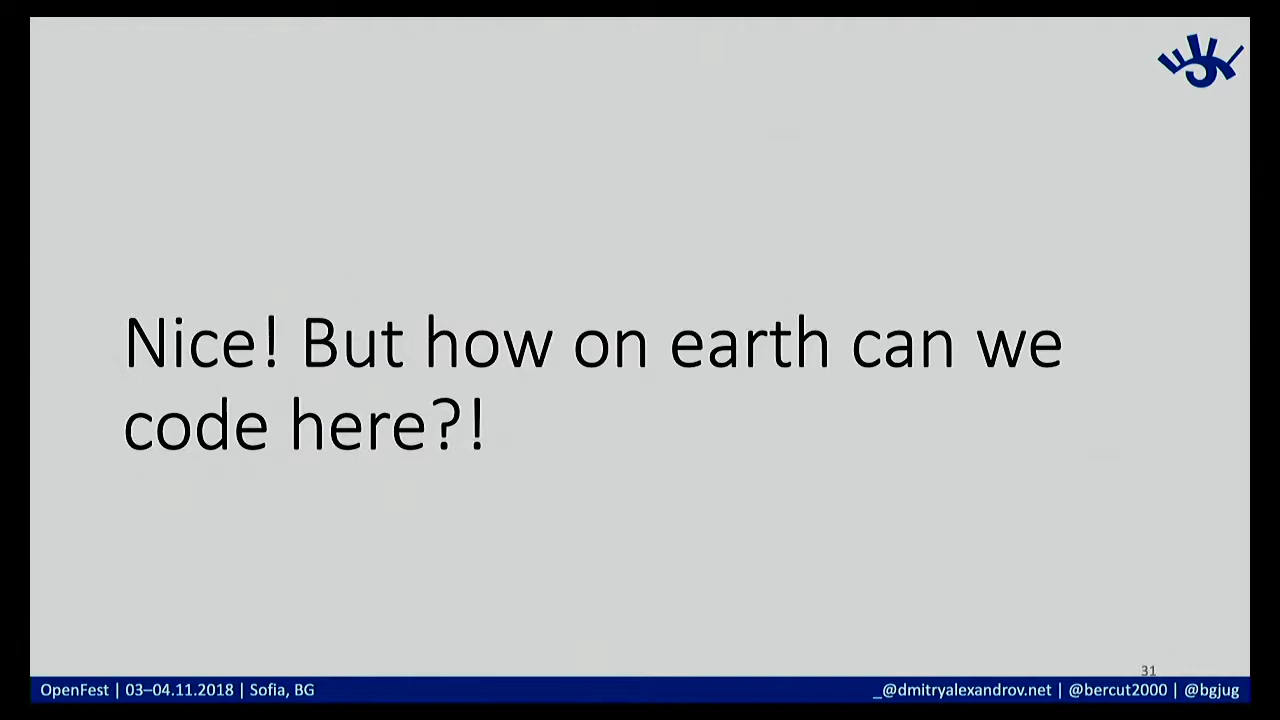 Nice! But how on earth can we
code here?!
31
OpenFest | 03–04.11.2018 | Sofia, BG
_@dmitryalexandrov.net | @bercut2000 | @bgjug